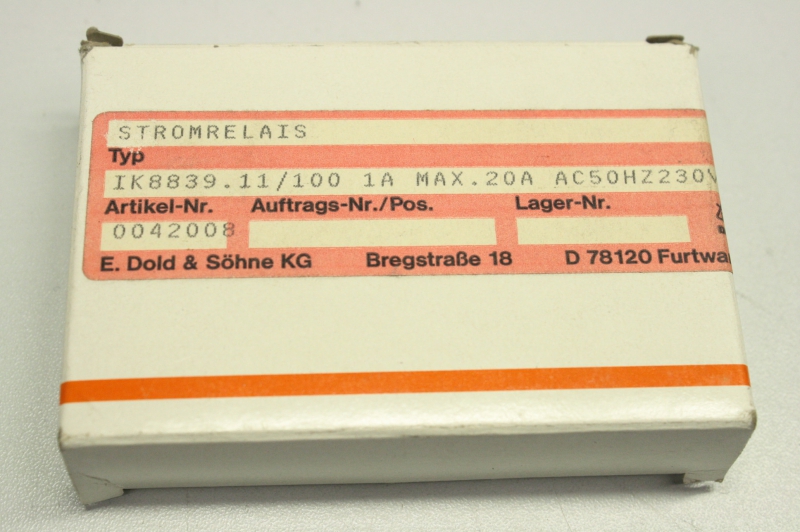 STROMRELAIS
Typ
IK8839.11/100 1A MAX.20A AC50HZ230V
Artikel-Nr. Auftrags-Nr./Pos. Lager-Nr.
0042008
E. Dold & Söhne KG Bregstraße 18 D 78120 Furtwa